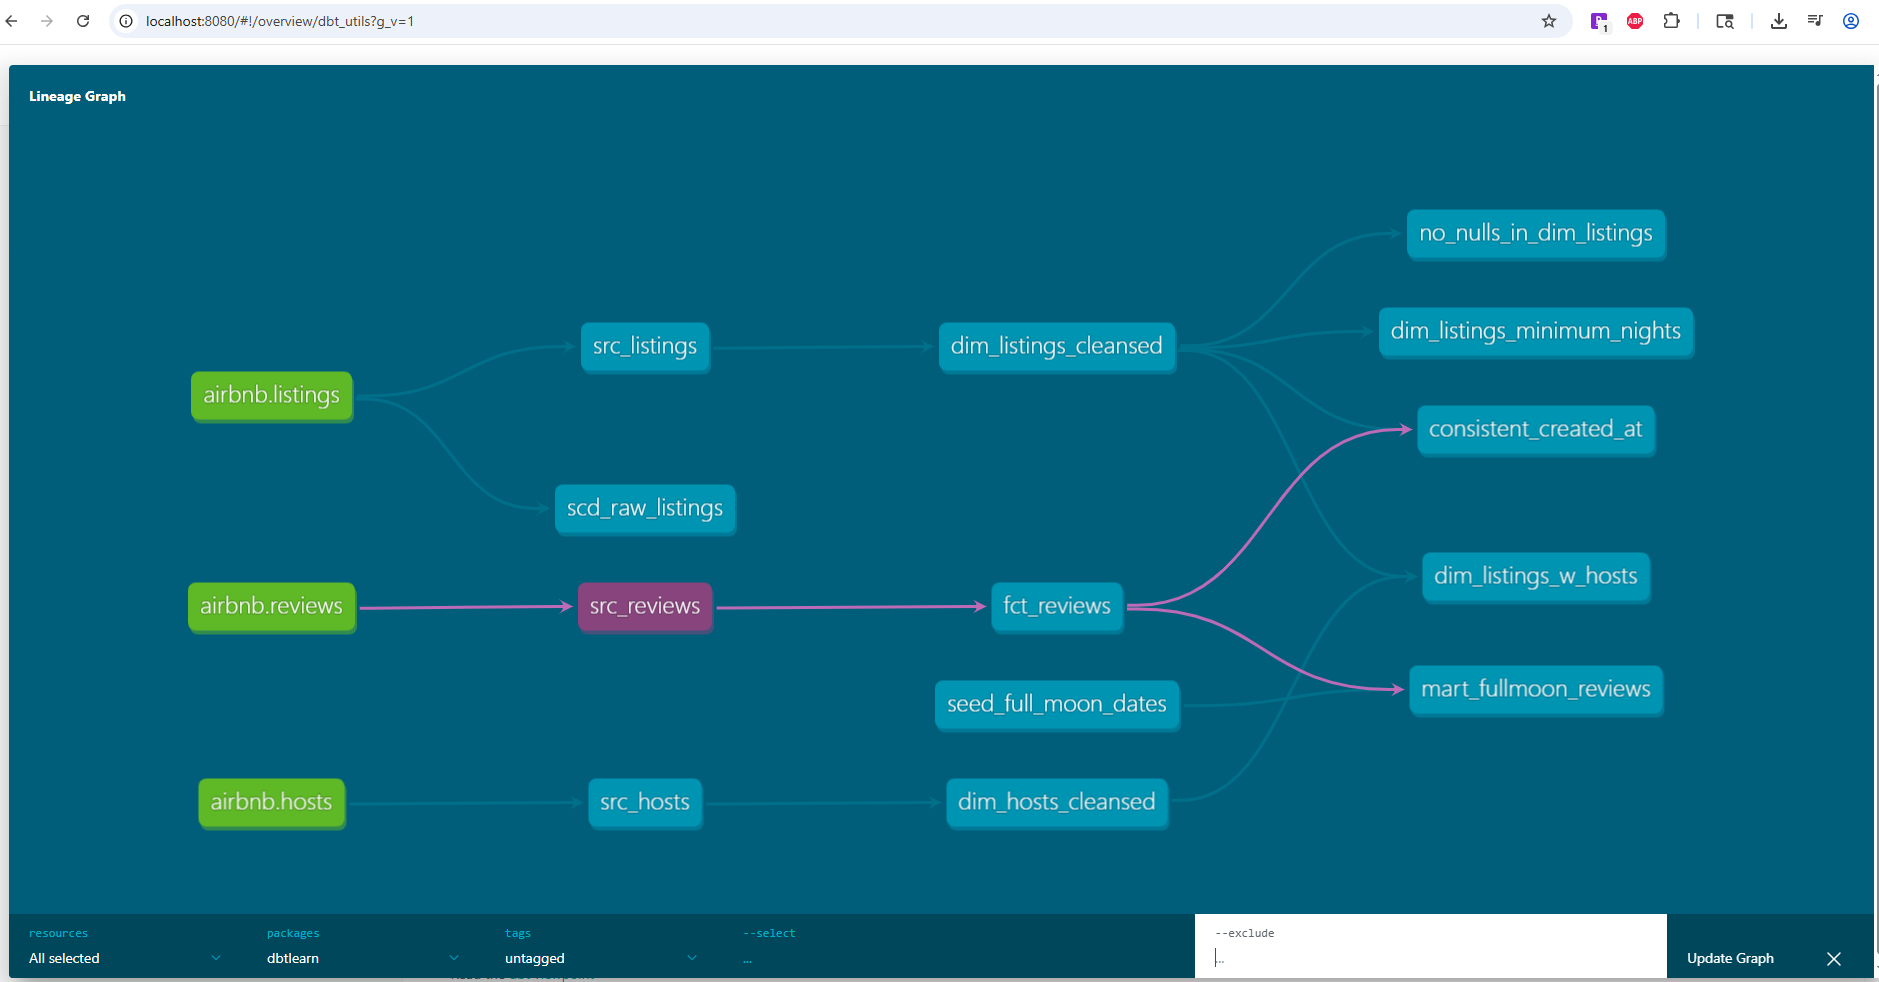 localhost:8080/#!/overview/dbt_utils?g_v=1
1
ABP
Lineage Graph
no_nulls_in_dim_listings
src_listings
dim_listings_cleansed
dim_listings_minimum_nights
airbnb.listings
consistent_created_at
scd_raw_listings
dim_listings_w_hosts
airbnb.reviews
src_reviews
fct_reviews
seed_full_moon_dates
mart_fullmoon_reviews
airbnb.hosts
src_hosts
dim_hosts_cleansed
resources
All selected
packages
dbtlearn
tags
untagged
--select
...
--exclude
...
Update Graph